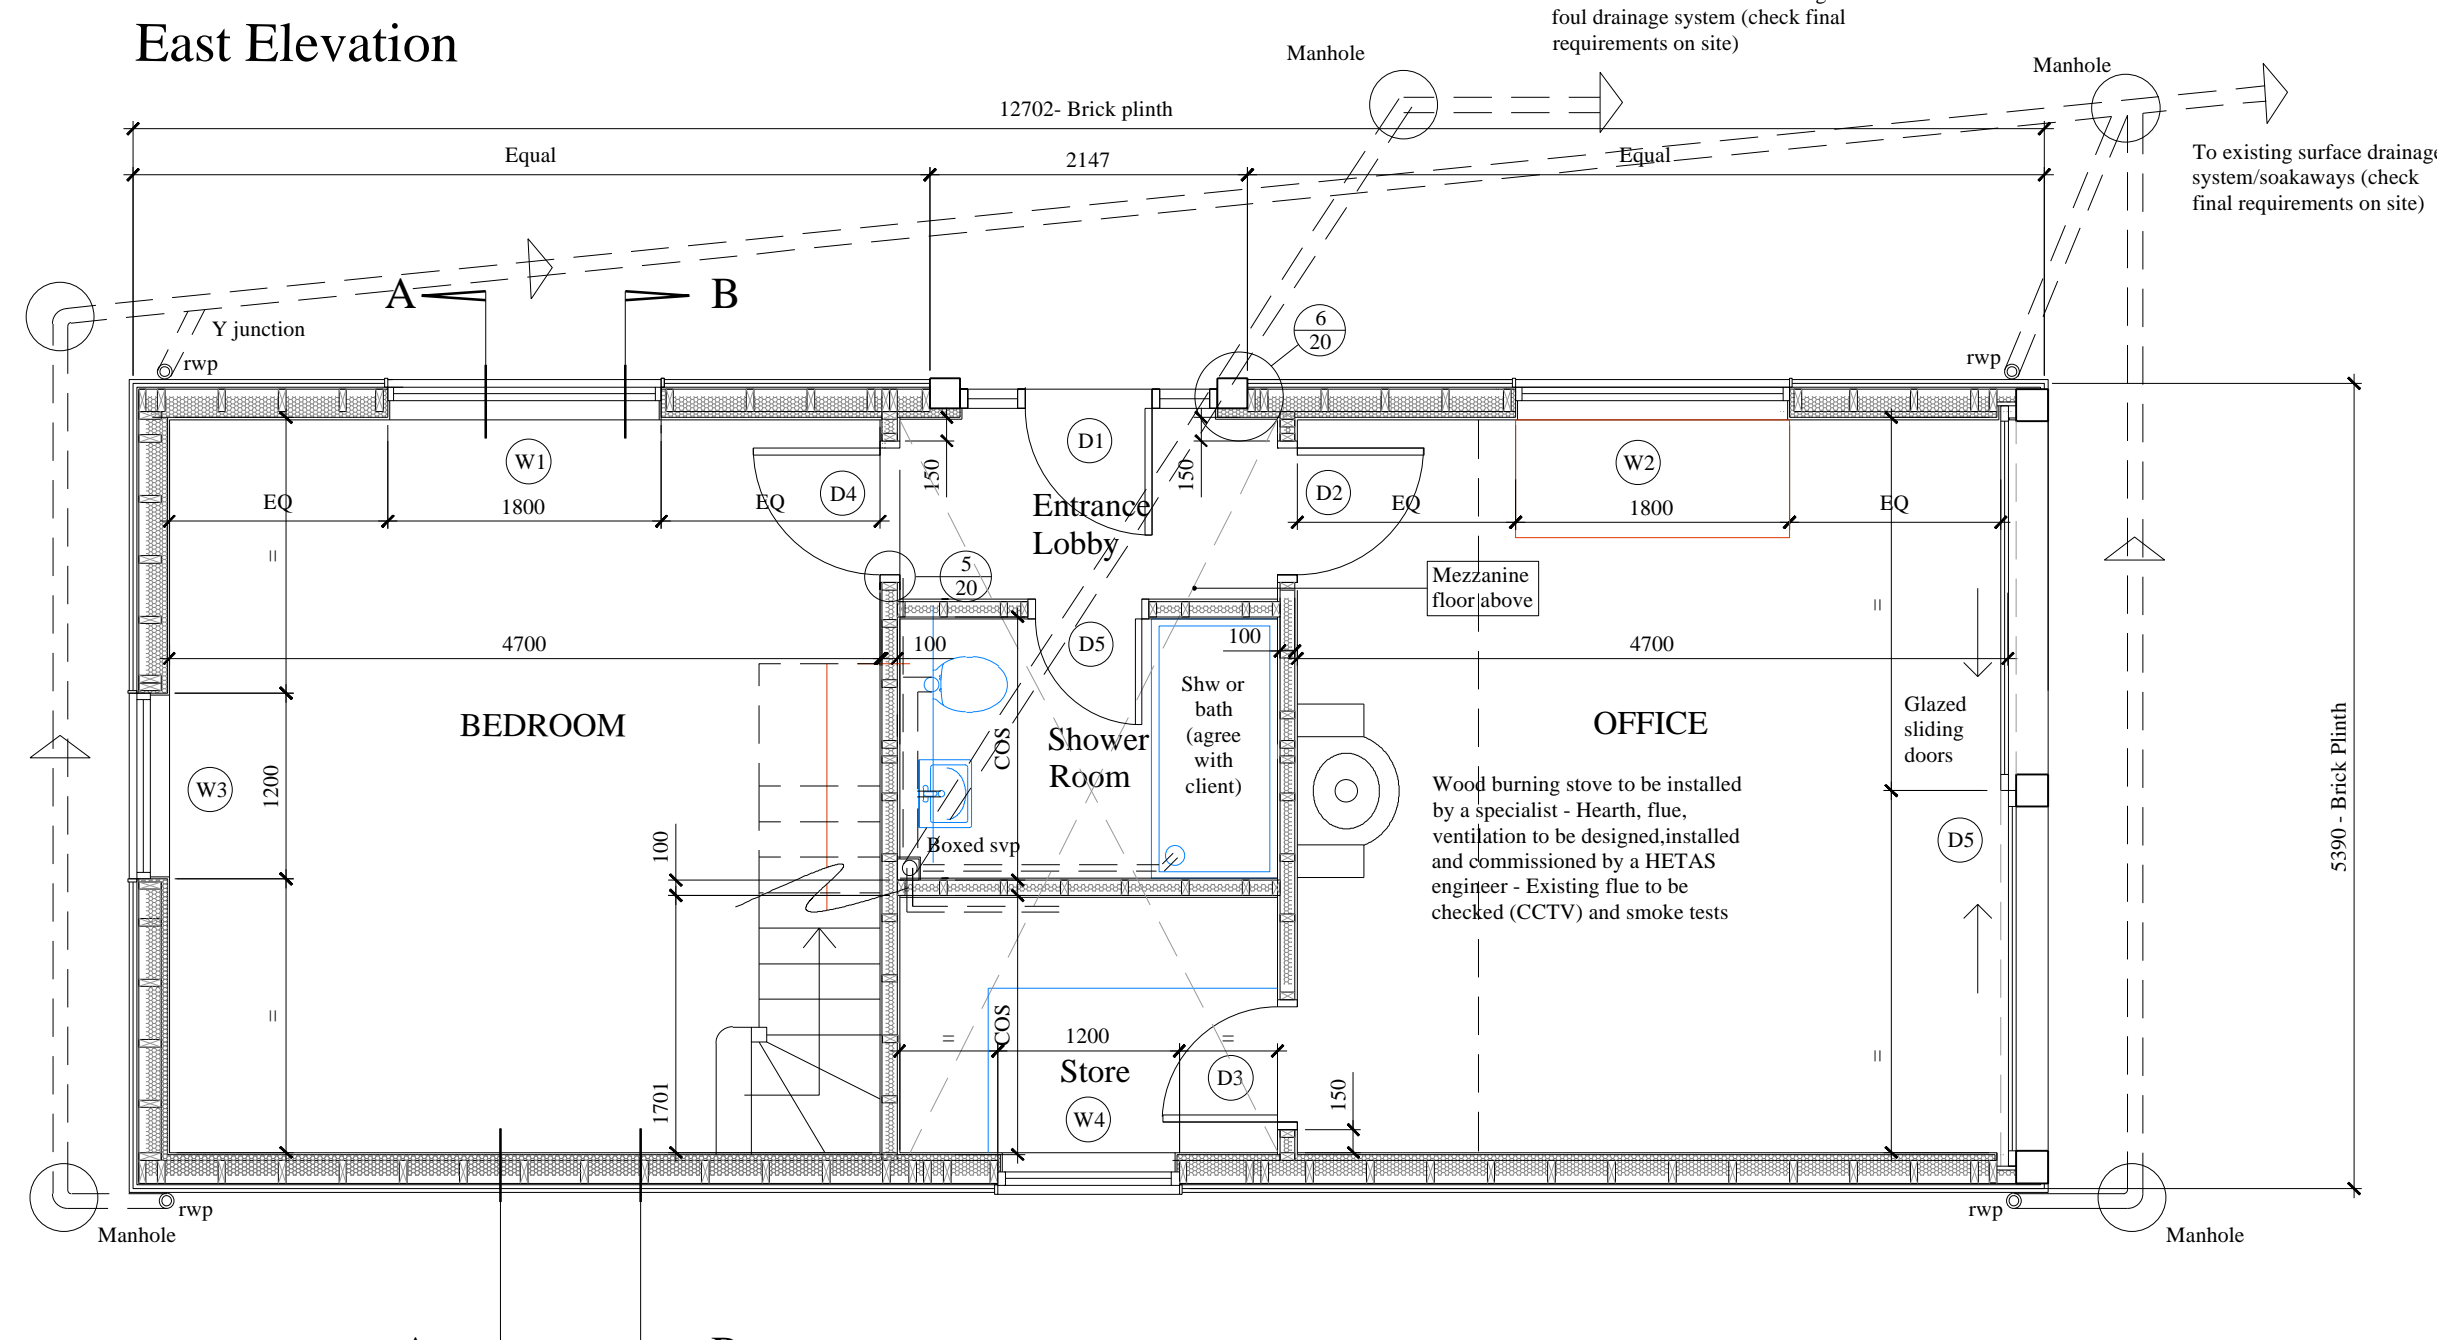 foul drainage system (check final
requirements on site)
East Elevation
Manhole
Manhole
12702- Brick plinth
Equal
2147
Equal
To existing surface drainage
system/soakaways (check
final requirements on site)
A
B
Y junction
6
20
rwp
rwp
W1
D1
W2
150
150
D4
D2
EQ
1800
EQ
Entrance
Lobby
EQ
1800
EQ
=
5
20
Mezzanine
floor above
=
4700
100
D5
100
4700
BEDROOM
COS
Shower
Room
Shw or
bath
(agree
with
client)
OFFICE
Glazed
sliding
doors
5390 - Brick Plinth
W3
1200
Wood burning stove to be installed
by a specialist - Hearth, flue,
ventilation to be designed,installed
and commissioned by a HETAS
engineer - Existing flue to be
checked (CCTV) and smoke tests
D5
100
Boxed svp
=
COS
=
1200
=
=
Store
D3
1701
W4
150
rwp
rwp
Manhole
Manhole